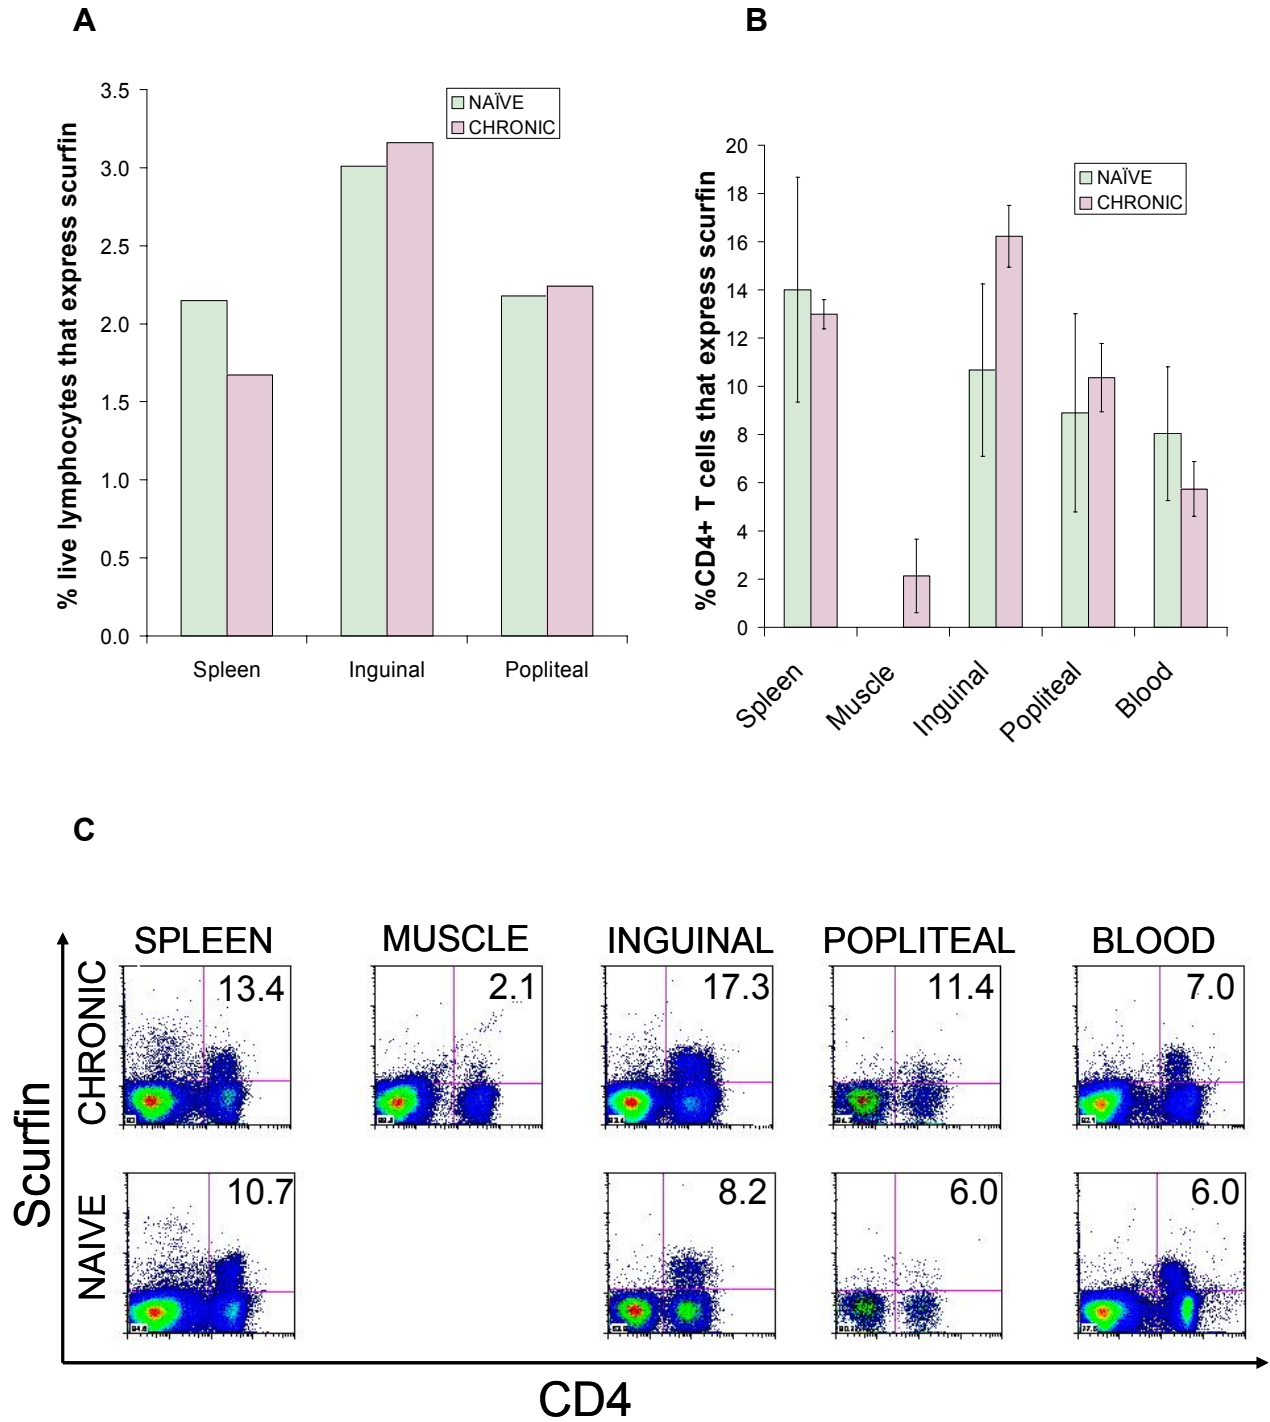 A
% live lymphocytes that express scurfin
3.5
3.0
2.5
2.0
1.5
1.0
0.5
0.0
NAÏVE
CHRONIC
Spleen
Inguinal
Popliteal
B
%CD4+ T cells that express scurfin
20
18
16
14
12
10
8
6
4
2
0
NAÏVE
CHRONIC
Spleen
Muscle
Inguinal
Popliteal
Blood
C
SPLEEN
MUSCLE
INGUINAL
POPLITEAL
BLOOD
Scurfin
CHRONIC
13.4
2.1
17.3
11.4
7.0
NAIVE
10.7
8.2
6.0
6.0
CD4